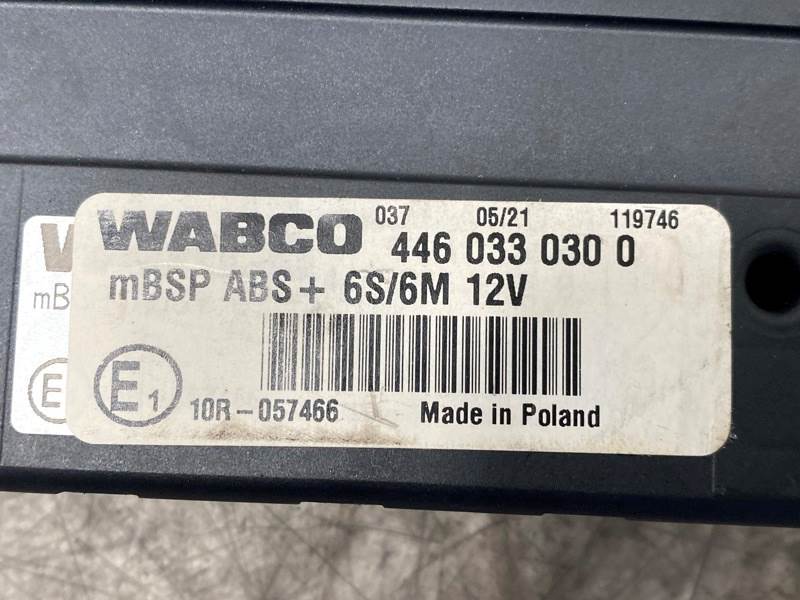 037 05/21 119746
WABCO 446 033 030 0
mBSP ABS+ 6S/6M 12V
E1
10R-057466 Made in Poland
W
mB
E